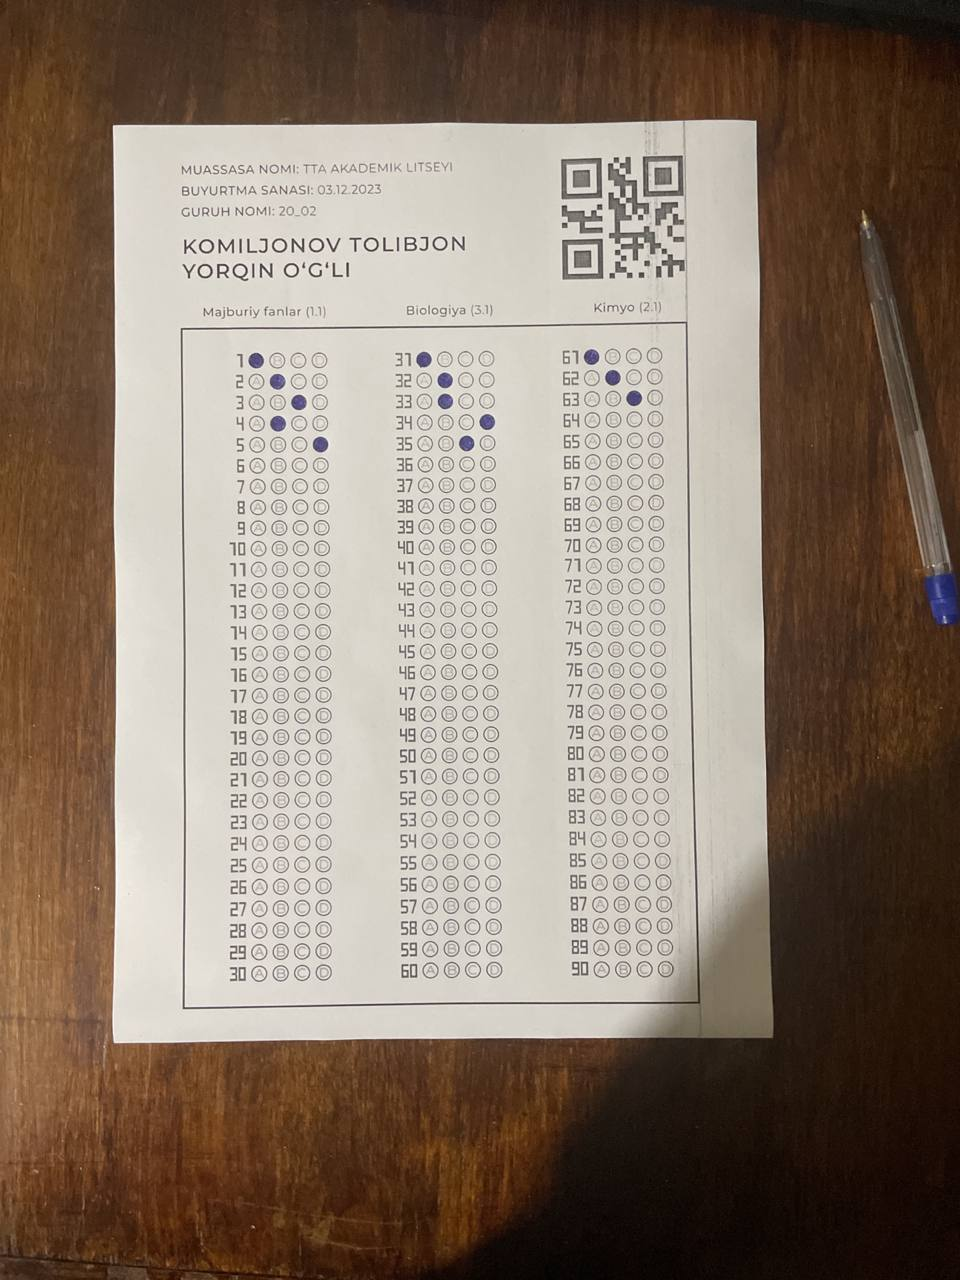 MUASSASA NOMI: TTA AKADEMIK LITSEYI
BUYURTMA SANASI: 03.12.2023
GURUH NOMI: 20_02
KOMILJONOV TOLIBJON
YORQIN O‘G‘LI
Majburiy fanlar (1.1)
Biologiya (3.1)
Kimyo (2.1)
1 B C D
2 A C D
3 A B D
4 A C D
5 A B C
6 A B C D
7 A B C D
8 A B C D
9 A B C D
10 A B C D
11 A B C D
12 A B C D
13 A B C D
14 A B C D
15 A B C D
16 A B C D
17 A B C D
18 A B C D
19 A B C D
20 A B C D
21 A B C D
22 A B C D
23 A B C D
24 A B C D
25 A B C D
26 A B C D
27 A B C D
28 A B C D
29 A B C D
30 A B C D
31 B C D
32 A C D
33 A C D
34 A B C
35 A B D
36 A B C D
37 A B C D
38 A B C D
39 A B C D
40 A B C D
41 A B C D
42 A B C D
43 A B C D
44 A B C D
45 A B C D
46 A B C D
47 A B C D
48 A B C D
49 A B C D
50 A B C D
51 A B C D
52 A B C D
53 A B C D
54 A B C D
55 A B C D
56 A B C D
57 A B C D
58 A B C D
59 A B C D
60 A B C D
61 B C D
62 A C D
63 A B D
64 A B C D
65 A B C D
66 A B C D
67 A B C D
68 A B C D
69 A B C D
70 A B C D
71 A B C D
72 A B C D
73 A B C D
74 A B C D
75 A B C D
76 A B C D
77 A B C D
78 A B C D
79 A B C D
80 A B C D
81 A B C D
82 A B C D
83 A B C D
84 A B C D
85 A B C D
86 A B C D
87 A B C D
88 A B C D
89 A B C D
90 A B C D